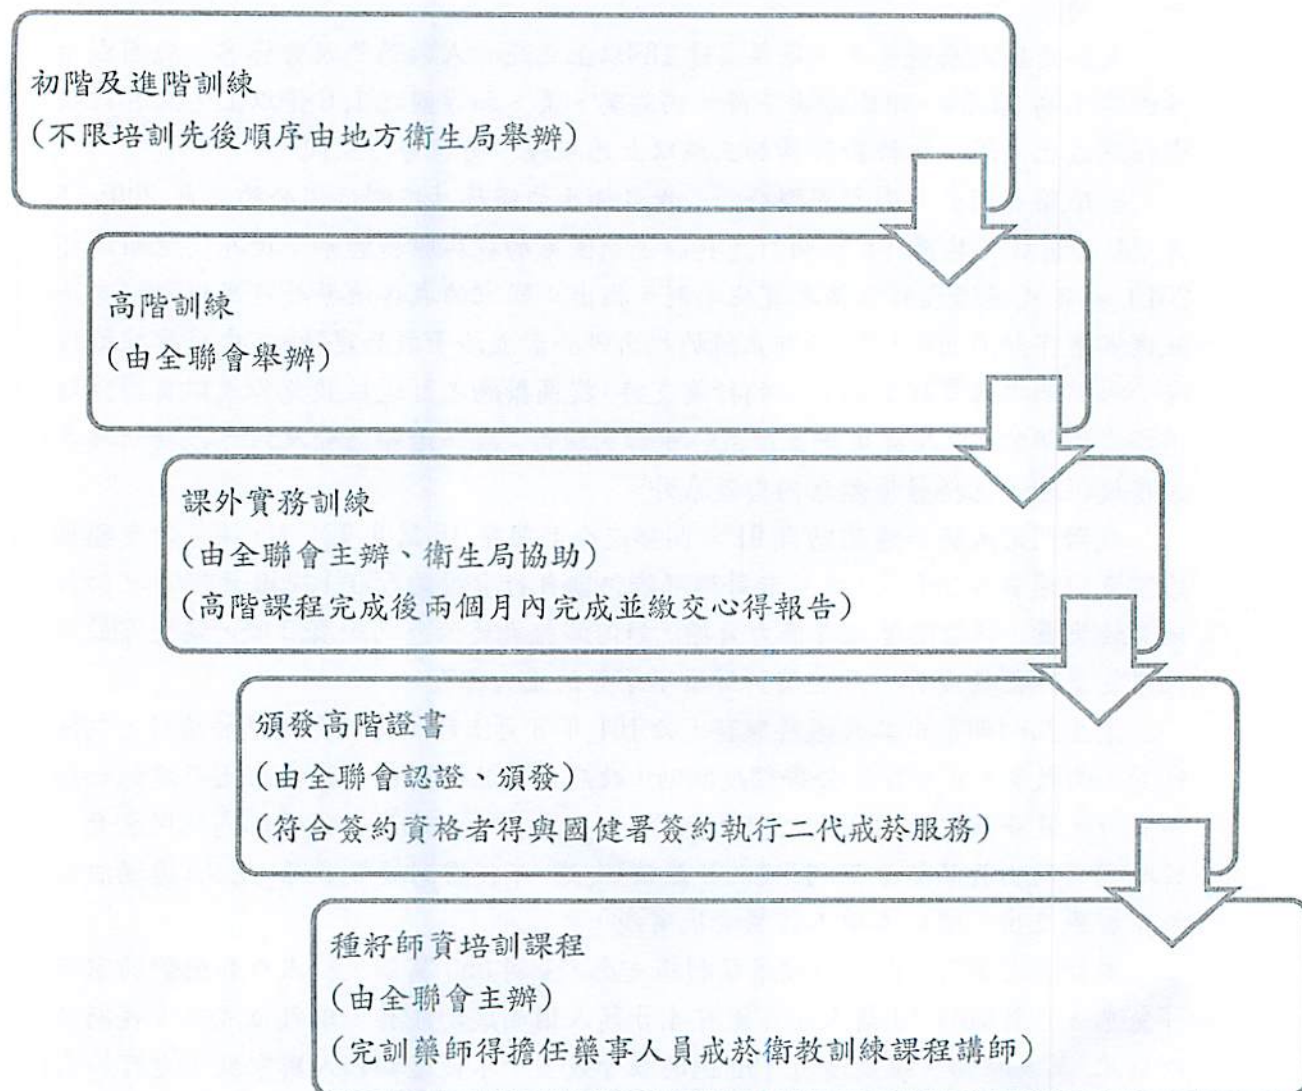 初階及進階訓練
(不限培訓先後順序由地方衛生局舉辦)
高階訓練
(由全聯會舉辦)
課外實務訓練
(由全聯會主辦、衛生局協助)
(高階課程完成後兩個月內完成並繳交心得報告)
頒發高階證書
(由全聯會認證、頒發)
(符合簽約資格者得與國健署簽約執行二代戒菸服務)
種籽師資培訓課程
(由全聯會主辦)
(完訓藥師得擔任藥事人員戒菸衛教訓練課程講師)